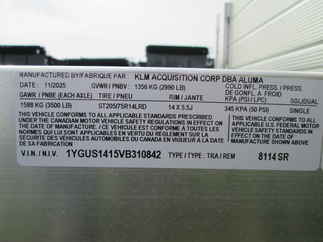 MANUFACTURED BY/FABRIQUE PAR : KLM ACQUISITION CORP DBA ALUMA
DATE : 11/2025 GVWR / PNBV : 1356 KG (2990 LB) COLD INFL. PRESS / PRESS
DE GONFL. A FROID
GAWR / PNBE (EACH AXLE) TIRE / PNEU RIM / JANTE KPA (PSI / LPC) SGL/DUAL
1588 KG (3500 LB) ST205/75R14LRD 14 X 5.5J 345 KPA (50 PSI) S
THIS VEHICLE CONFORMS TO ALL APPLICABLE STANDARDS PRESCRIBED
UNDER THE CANADIAN MOTOR VEHICLE SAFETY REGULATIONS IN EFFECT ON
THE DATE OF MANUFACTURE. / CE VEHICULE EST CONFORME A TOUTES LES
NORMES QUI LUI SONT APPLICABLES EN VERTU DU REGLEMENT SUR LA
SECURITE DES VEHICULES AUTOMOBILES DU CANADA EN VIGUEUR A LA DATE
DE SA FABRICATION
THIS VEHICLE CONFORMS TO ALL
APPLICABLE U.S. FEDERAL MOTOR
VEHICLE SAFETY STANDARDS IN
EFFECT ON THE DATE OF
MANUFACTURE SHOWN ABOVE.
V.I.N. / N.I.V. 1YGUS1415VB310842 TYPE / TYPE : TRA / REM 8114 SR